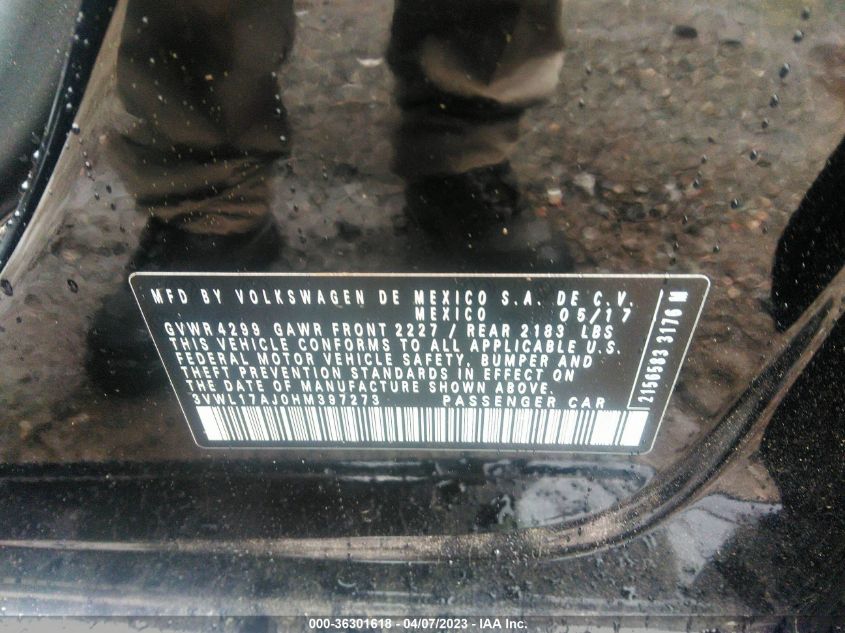 MFD BY VOLKSWAGEN DE MEXICO S.A. DE C.V.
MEXICO 05/17
GVWR4299 GAWR FRONT 2227 / REAR 2183 LBS
THIS VEHICLE CONFORMS TO ALL APPLICABLE U.S.
FEDERAL MOTOR VEHICLE SAFETY, BUMPER AND
THEFT PREVENTION STANDARDS IN EFFECT ON
THE DATE OF MANUFACTURE SHOWN ABOVE.
3VWL17AJ0HM397273 PASSENGER CAR
2156583 3176 M
000-36301618 - 04/07/2023 - © IAA Inc.